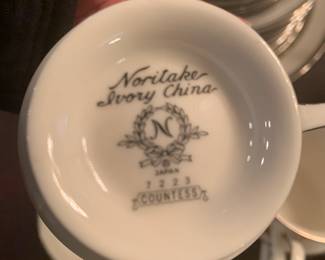 Noritake
Ivory China
N
JAPAN
7223
COUNTESS